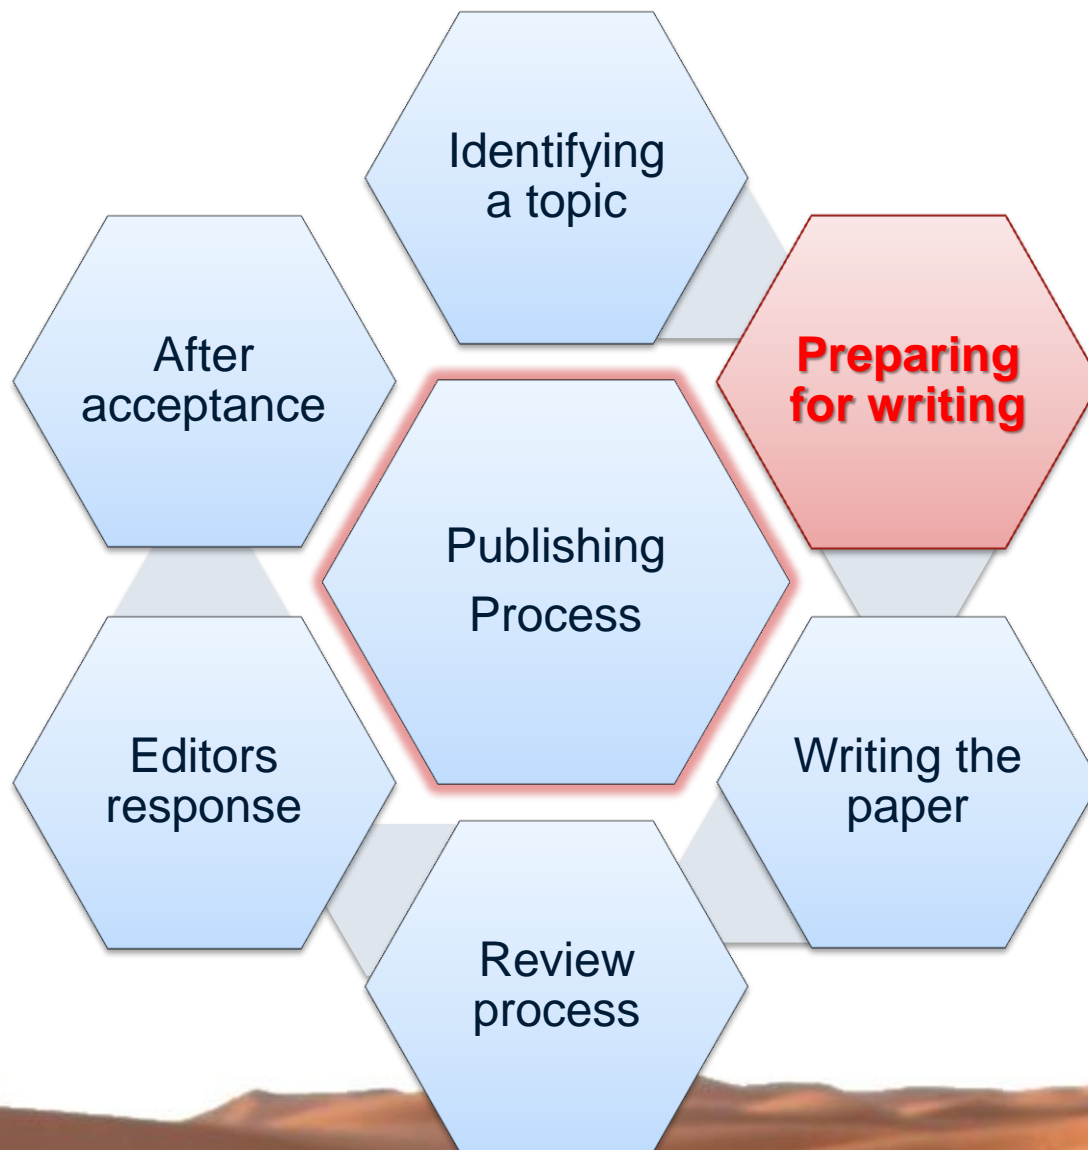 Identifying
a topic
Preparing
for writing
Writing the
paper
Review
process
Editors
response
After
acceptance
Publishing
Process